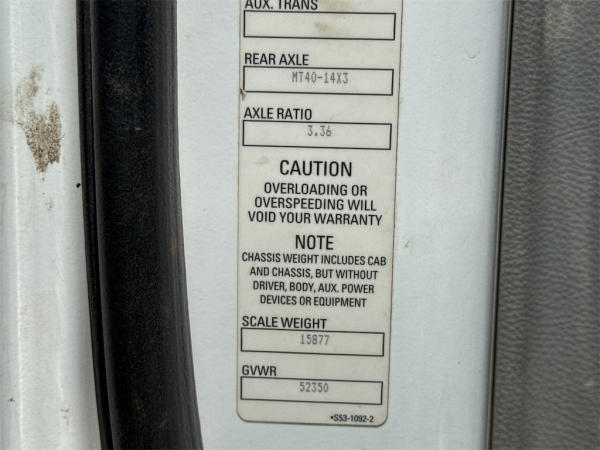 AUX. TRANS
REAR AXLE
MT40-14X3
AXLE RATIO
3.36
CAUTION
OVERLOADING OR
OVERSPEEDING WILL
VOID YOUR WARRANTY
NOTE
CHASSIS WEIGHT INCLUDES CAB
AND CHASSIS, BUT WITHOUT
DRIVER, BODY, AUX. POWER
DEVICES OR EQUIPMENT
SCALE WEIGHT
15877
GVWR
52350
*S53-1092-2